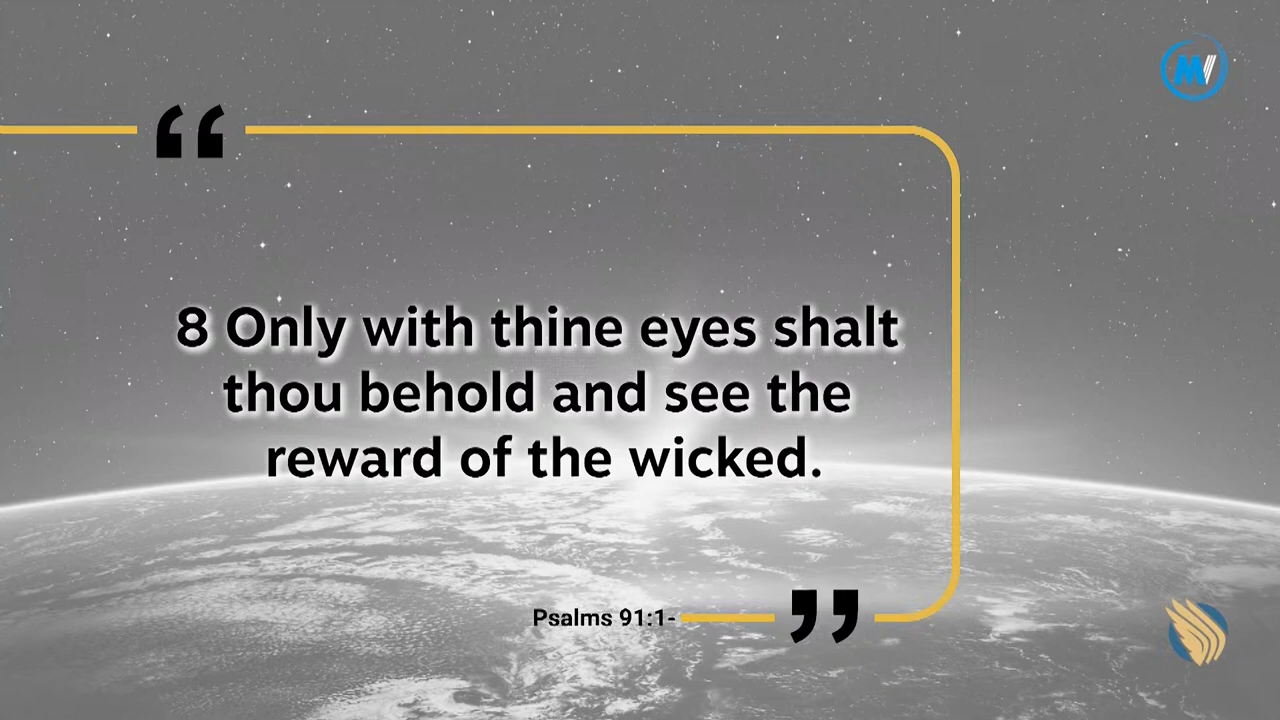 8 Only with thine eyes shalt
thou behold and see the
reward of the wicked.
Psalms 91:1-